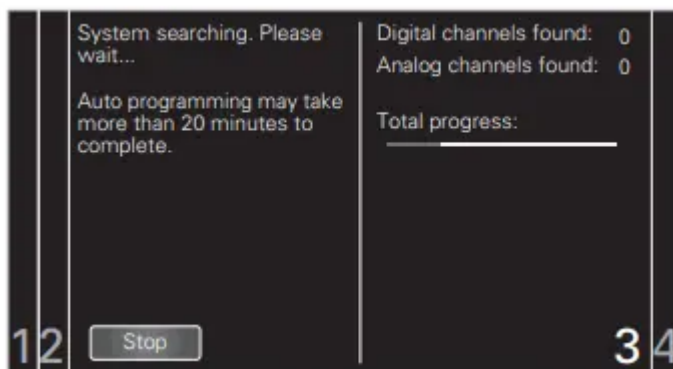 System searching. Please
wait...
Auto programming may take
more than 20 minutes to
complete.
Digital channels found: 0
Analog channels found: 0
Total progress:
1 2 Stop 3 4